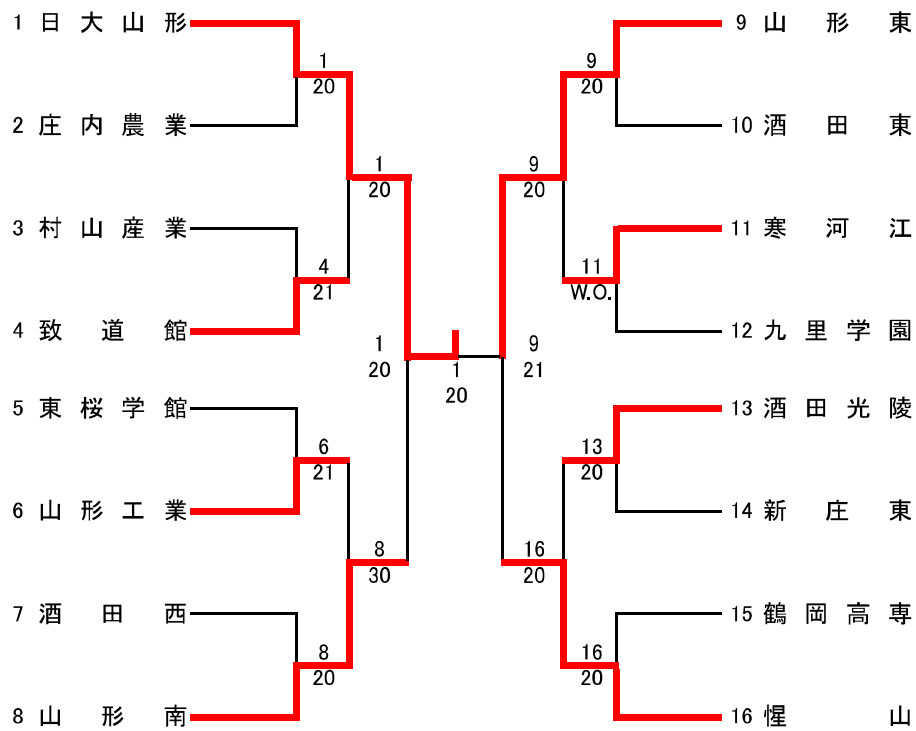 1 日大山形
9 山形東
1
20
9
20
2 庄内農業
10 酒田東
1
20
9
20
3 村山産業
11 寒河江
4
21
11
W.O.
4 致道館
12 九里学園
1
20
1
20
9
21
5 東桜学館
13 酒田光陵
6
21
13
20
6 山形工業
14 新庄東
8
30
16
20
7 酒田西
15 鶴岡高専
8
20
16
20
8 山形南
16 惺山